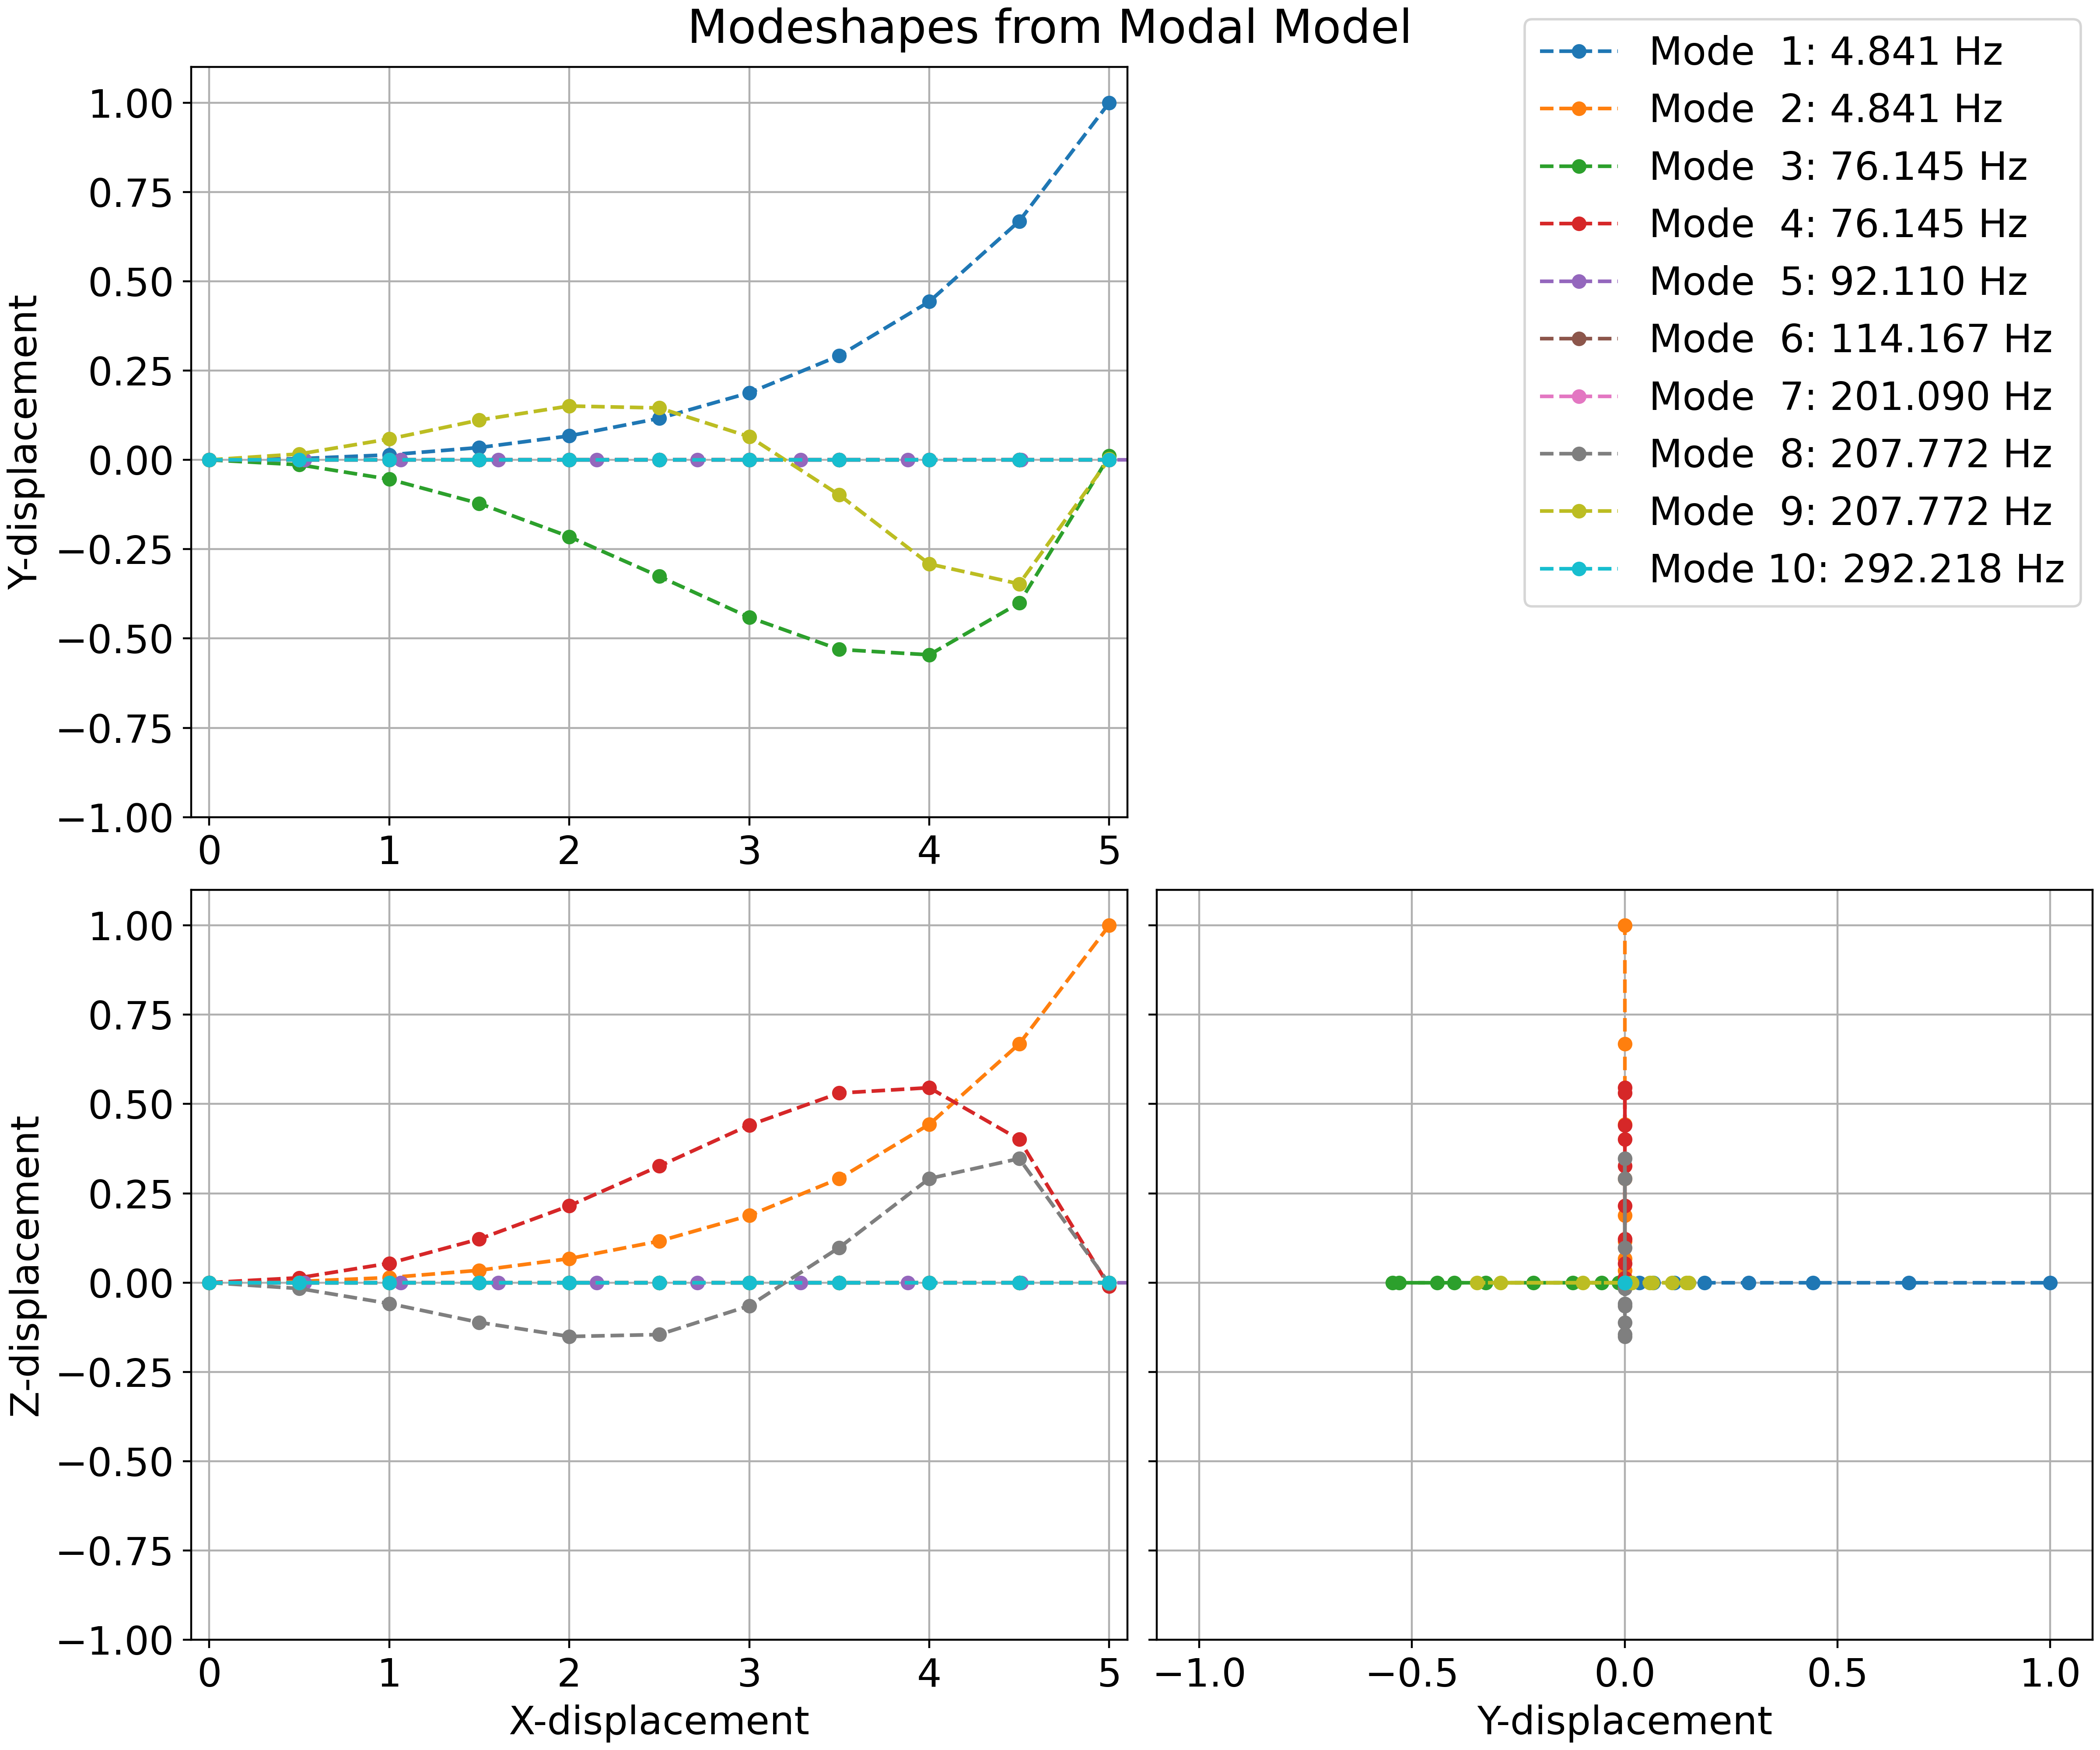 Modeshapes from Modal Model
Mode 1: 4.841 Hz
Mode 2: 4.841 Hz
Mode 3: 76.145 Hz
Mode 4: 76.145 Hz
Mode 5: 92.110 Hz
Mode 6: 114.167 Hz
Mode 7: 201.090 Hz
Mode 8: 207.772 Hz
Mode 9: 207.772 Hz
Mode 10: 292.218 Hz
Y-displacement
1.00
0.75
0.50
0.25
0.00
−0.25
−0.50
−0.75
−1.00
0 1 2 3 4 5
Z-displacement
1.00
0.75
0.50
0.25
0.00
−0.25
−0.50
−0.75
−1.00
0 1 2 3 4 5
X-displacement
−1.0 −0.5 0.0 0.5 1.0
Y-displacement